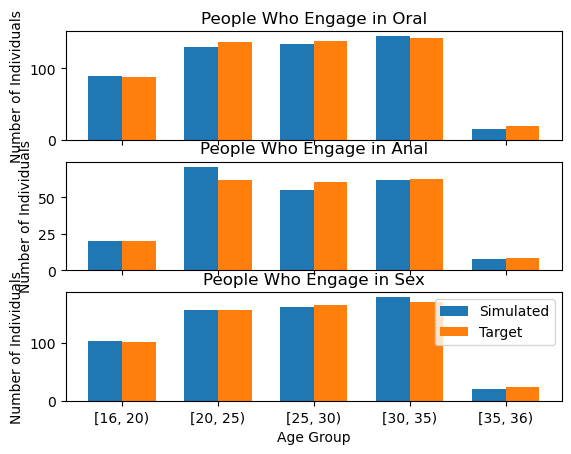 People Who Engage in Oral
Number of Individuals
100
0
People Who Engage in Anal
Number of Individuals
50
25
0
People Who Engage in Sex
Number of Individuals
100
0
Simulated
Target
[16, 20) [20, 25) [25, 30) [30, 35) [35, 36)
Age Group